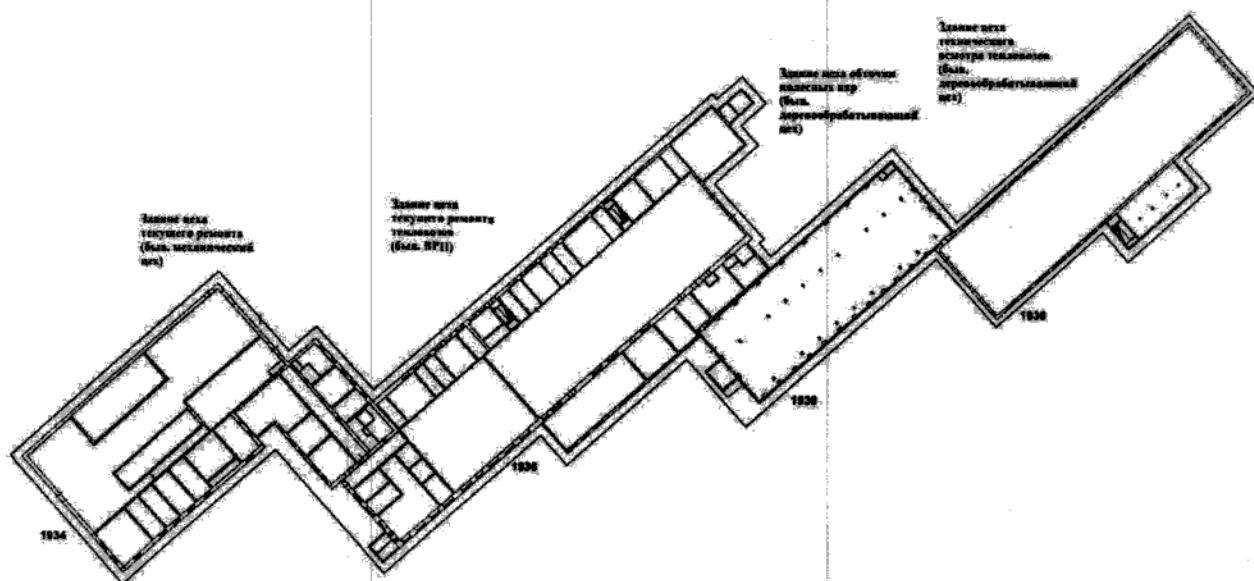 Здание цеха
текущего ремонта
(быв. механический
цех)
Здание цеха
текущего ремонта
тепловозов
(быв. ВРЦ)
Здание цеха обточки
колесных пар
(быв.
деревообрабатывающий
цех)
Здание цеха
технического
осмотра тепловозов
(быв.
деревообрабатывающий
цех)
1934
1936
1936
1936